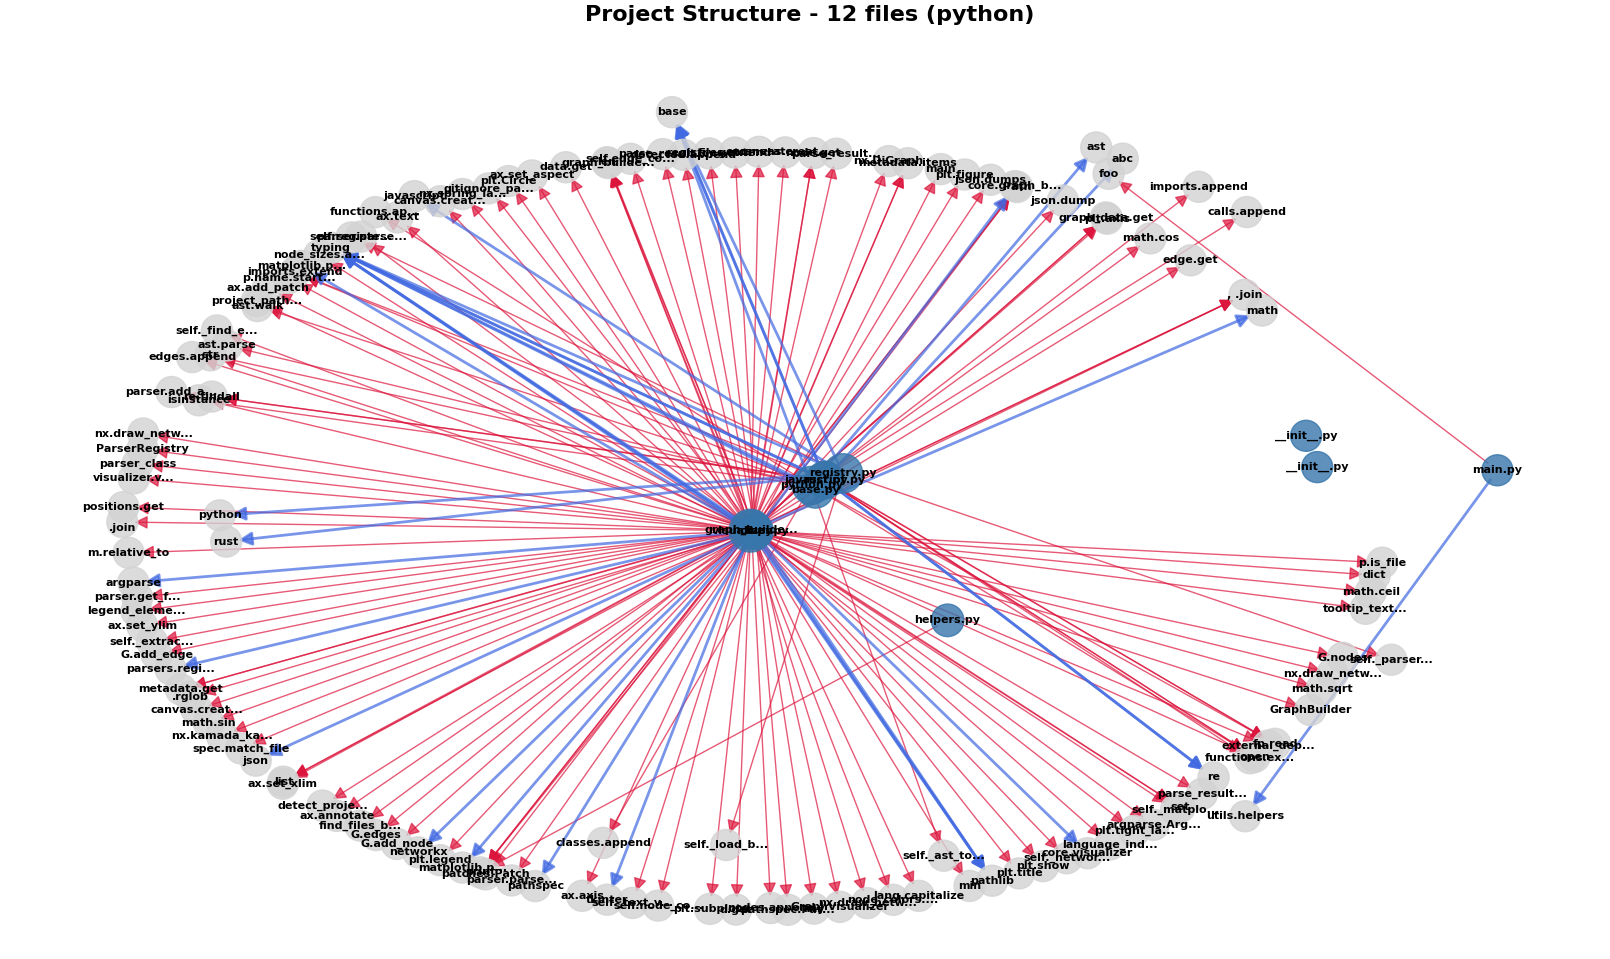 Project Structure - 12 files (python)
base
ast
abc
foo
imports.append
json.dump
calls.append
math.cos
edge.get
, .join
math
metadata.items
nx.DiGraph
main
plt.figure
json.dumps
graph_data.get
data.get
ax.set_aspect
plt.Circle
gitignore_pa...
nx.spring_la...
canvas.creat...
javascript
functions.ap...
ax.text
typing
node_sizes.a...
matplotlib.p...
imports.extend
p.name.start...
ax.add_patch
project_path...
ast.walk
self._find_e...
ast.parse
edges.append
str
parser.add_a...
isinstance
nx.draw_netw...
ParserRegistry
parser_class
visualizer.v...
positions.get
.join
python
rust
m.relative_to
argparse
parser.get_f...
legend_eleme...
ax.set_ylim
self._extrac...
G.add_edge
parsers.regi...
metadata.get
.rglob
canvas.creat...
math.sin
nx.kamada_ka...
spec.match_file
json
list
ax.set_xlim
detect_proje...
ax.annotate
find_files_b...
G.edges
G.add_node
networkx
plt.legend
matplotlib.p...
parser.parse...
pathspec
classes.append
self._load_b...
self._ast_to...
ax.axis
lang.capitalize
min
pathlib
plt.title
plt.show
self._networ...
core.visualizer
language_ind...
plt.tight_la...
argparse.Arg...
self._matplo...
set
parse_result...
re
utils.helpers
open
external_dep...
GraphBuilder
math.sqrt
nx.draw_netw...
G.nodes
self._parser...
tooltip_text...
math.ceil
dict
p.is_file
__init__.py
__init__.py
main.py
helpers.py
registry.py
python.py
base.py